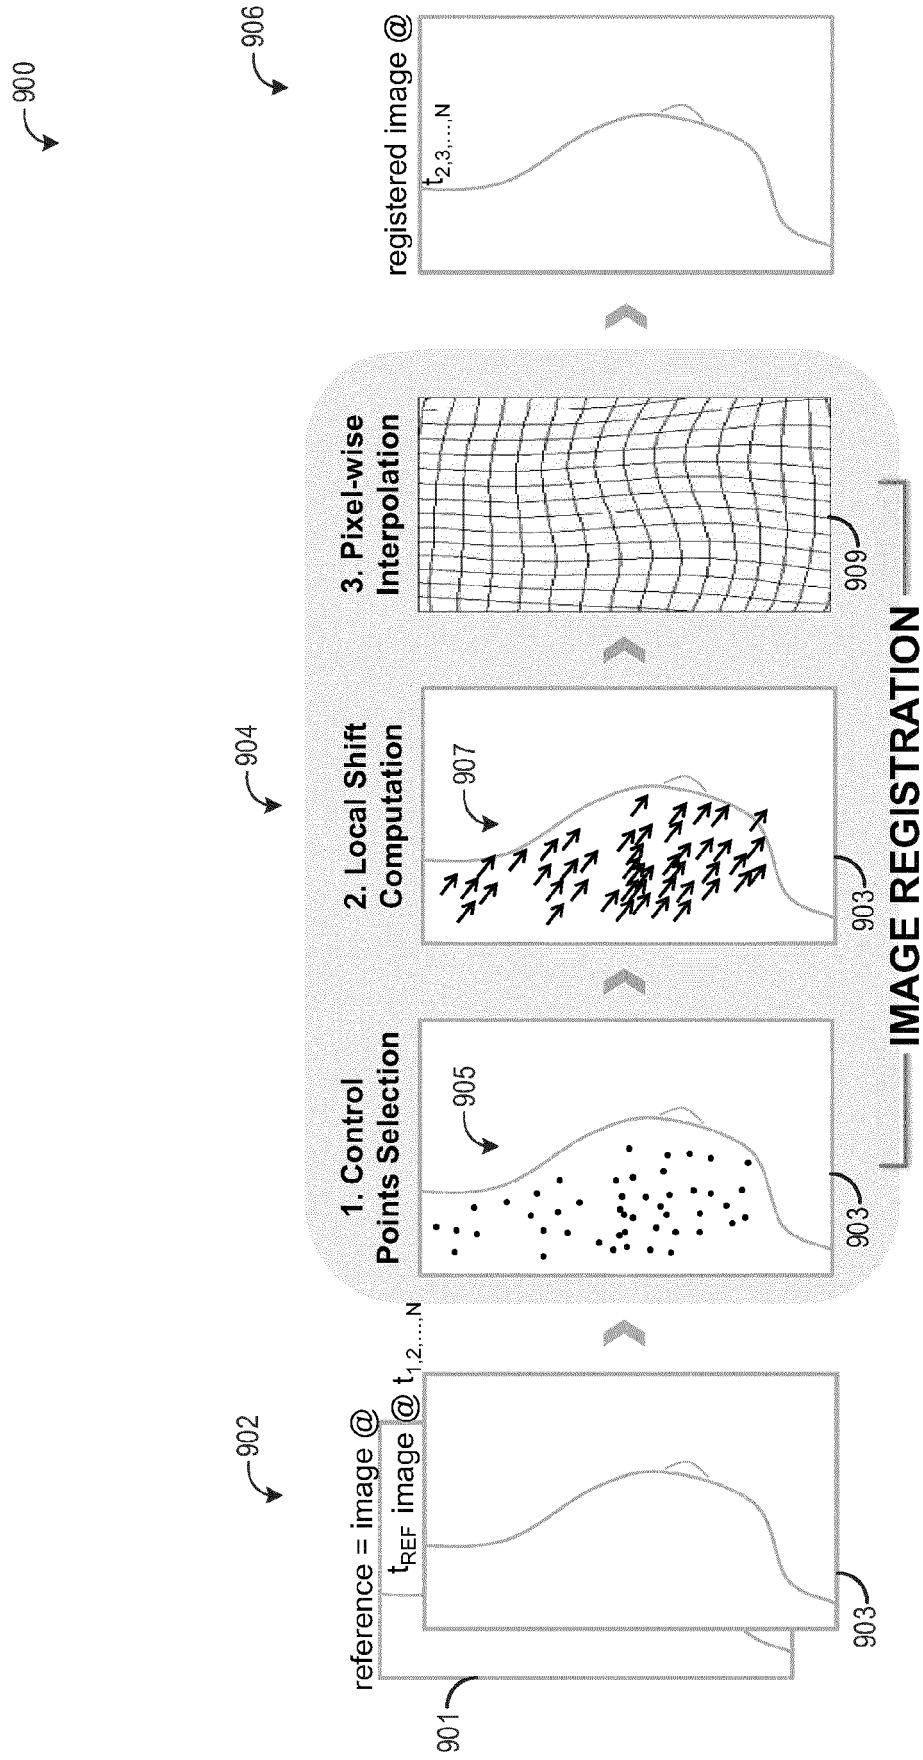 900
902
904
906
reference = image @
tREF image @ t1,2,...,N
901
903
1. Control
Points Selection
905
903
2. Local Shift
Computation
907
903
3. Pixel-wise
Interpolation
909
IMAGE REGISTRATION
registered image @
t2,3,...,N